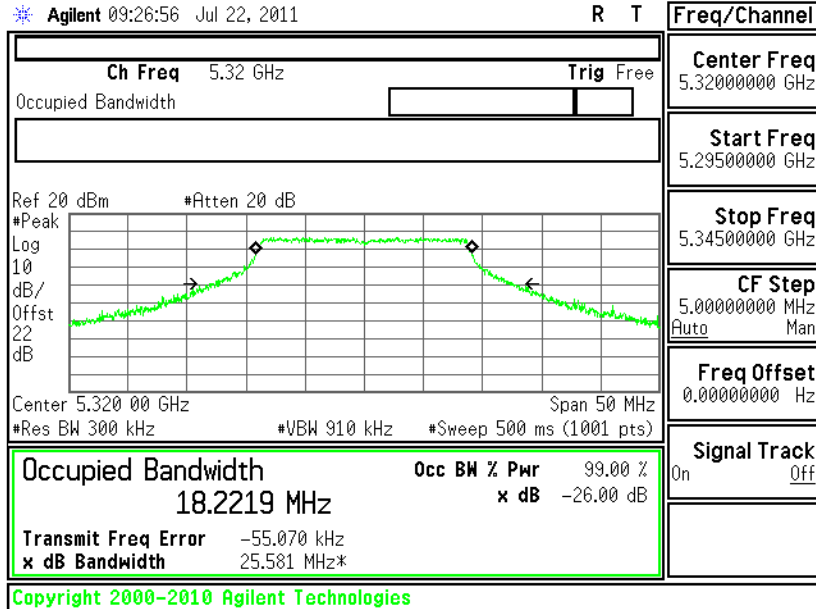 Agilent 09:26:56 Jul 22, 2011 R T
Freq/Channel
Ch Freq 5.32 GHz Trig Free
Occupied Bandwidth
Center Freq
5.32000000 GHz
Start Freq
5.29500000 GHz
Stop Freq
5.34500000 GHz
CF Step
5.00000000 MHz
Auto Man
Freq Offset
0.00000000 Hz
Signal Track
On Off
Ref 20 dBm #Atten 20 dB
#Peak
Log
10
dB/
Offst
22
dB
Center 5.320 00 GHz Span 50 MHz
#Res BW 300 kHz #VBW 910 kHz #Sweep 500 ms (1001 pts)
Occupied Bandwidth
18.2219 MHz
Occ BW % Pwr 99.00 %
x dB -26.00 dB
Transmit Freq Error -55.070 kHz
x dB Bandwidth 25.581 MHz*
Copyright 2000-2010 Agilent Technologies